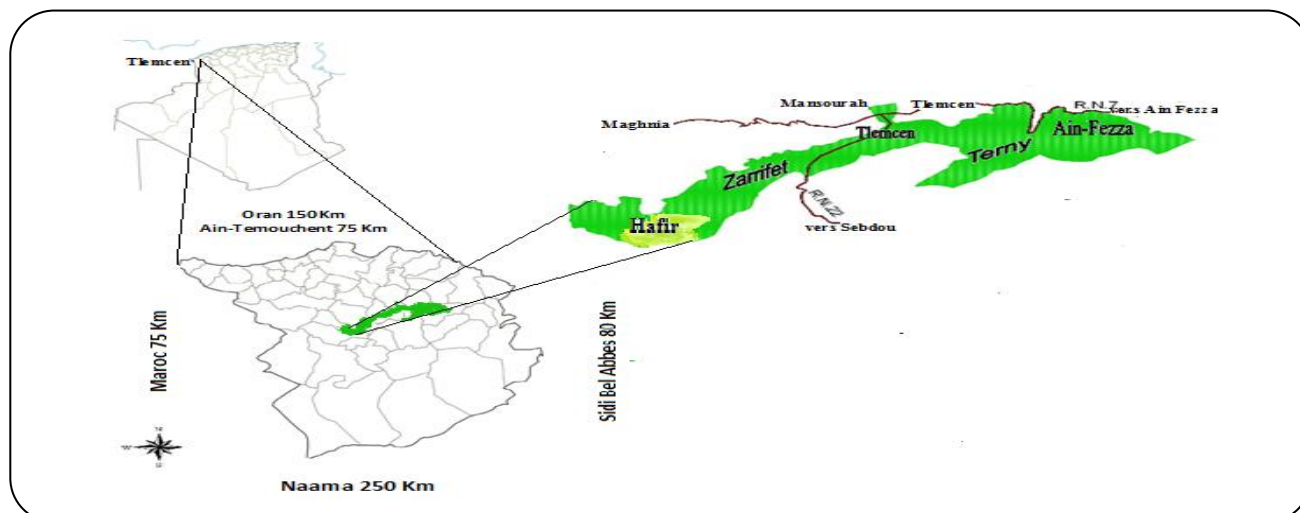 Tlemcen
Oran 150 Km
Ain-Temouchent 75 Km
Maroc 75 Km
Sidi Bel Abbes 80 Km
N
W
S
Naama 250 Km
Mansourah
Tlemcen
R.N.7
vers Ain Fezza
Maghnia
Tlemcen
Ain-Fezza
Terny
Zarrifet
R.N.22
Hafir
vers Sebdou